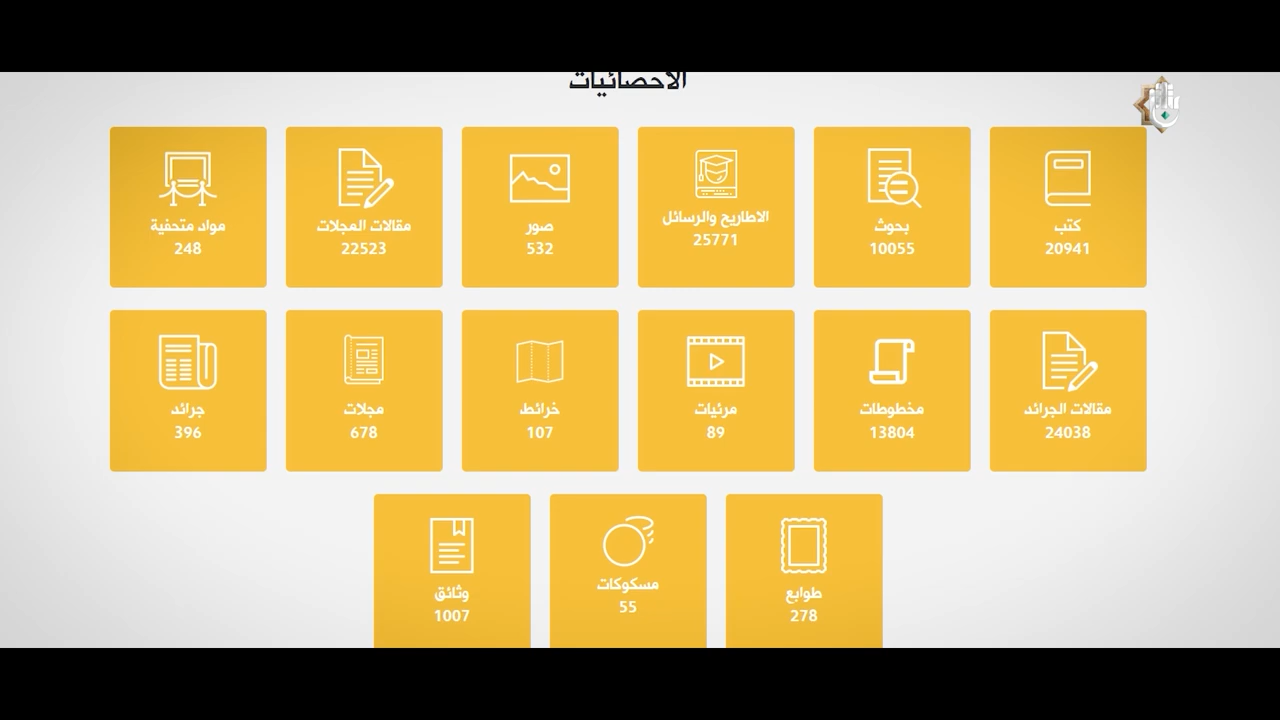 الاحصائيات
كتب
20941
بحوث
10055
الاطاريح والرسائل
25771
صور
532
مقالات المجلات
22523
مواد متحفية
248
مقالات الجرائد
24038
مخطوطات
13804
مرئيات
89
خرائط
107
مجلات
678
جرائد
396
طوابع
278
مسكوكات
55
وثائق
1007